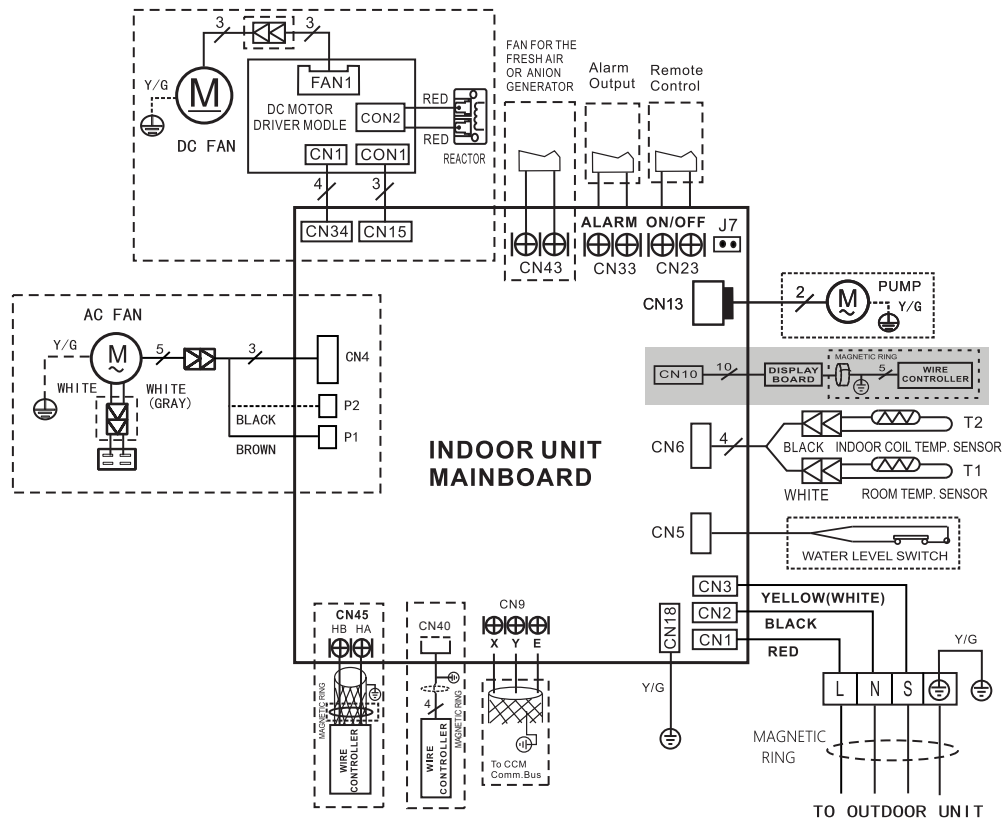 3
3
Y/G
M
DC FAN
FAN1
DC MOTOR
DRIVER MODLE
CON2
RED
RED
REACTOR
CN1
CON1
4
3
CN34
CN15
FAN FOR THE
FRESH AIR
OR ANION
GENERATOR
Alarm
Output
Remote
Control
ALARM
ON/OFF
J7
CN43
CN33
CN23
CN13
2
M
PUMP
Y/G
AC FAN
Y/G
M
5
3
CN4
WHITE
WHITE
(GRAY)
P2
BLACK
P1
BROWN
CN10
10
DISPLAY
BOARD
MAGNETIC RING
5
WIRE
CONTROLLER
INDOOR UNIT
MAINBOARD
CN6
4
T2
BLACK
INDOOR COIL TEMP. SENSOR
T1
WHITE
ROOM TEMP. SENSOR
CN5
WATER LEVEL SWITCH
CN3
YELLOW(WHITE)
CN2
BLACK
CN1
RED
CN18
Y/G
CN45
HB HA
MAGNETIC RING
WIRE
CONTROLLER
CN40
4
MAGNETIC RING
WIRE
CONTROLLER
CN9
X Y E
To CCM
Comm.Bus
L N S
Y/G
MAGNETIC
RING
TO OUTDOOR UNIT